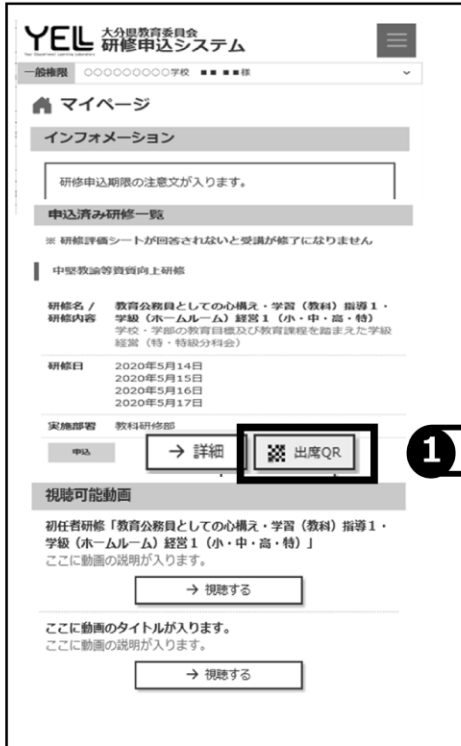 YELL 大分県教育委員会
研修申込システム
一般権限 ○○○○○○○○○学校 ■■ ■■様
マイページ
インフォメーション
研修申込期限の注意文が入ります。
申込済み研修一覧
※ 研修評価シートが回答されないと受講が修了になりません
中堅教諭等資質向上研修
研修名 / 教育公務員としての心構え・学習（教科）指導１・
研修内容 学級（ホームルーム）経営１（小・中・高・特）
学校・学部の教育目標及び教育課程を踏まえた学級
経営（特・特級分科会）
研修日 2020年5月14日
2020年5月15日
2020年5月16日
2020年5月17日
実施部署 教科研修部
申込 → 詳細 出席QR 1
視聴可能動画
初任者研修「教育公務員としての心構え・学習（教科）指導１・
学級（ホームルーム）経営１（小・中・高・特）」
ここに動画の説明が入ります。
→ 視聴する
ここに動画のタイトルが入ります。
ここに動画の説明が入ります。
→ 視聴する